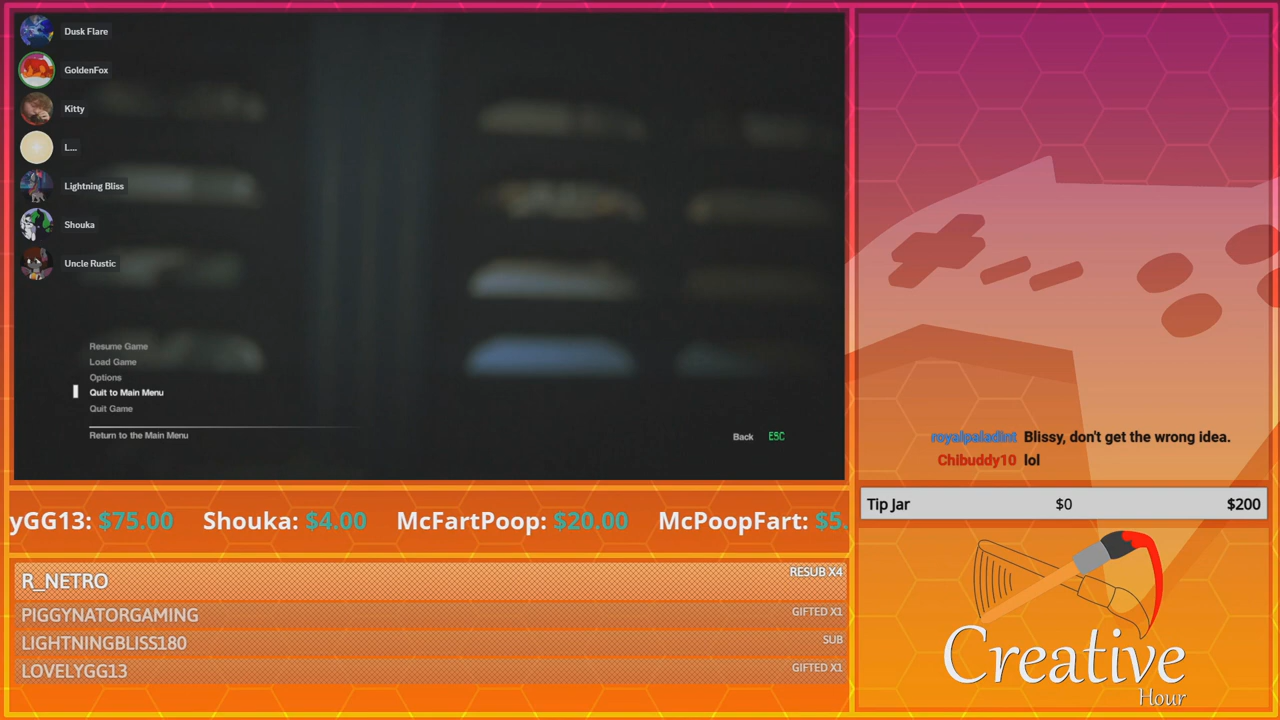 Dusk Flare
GoldenFox
Kitty
L...
Lightning Bliss
Shouka
Uncle Rustic
Resume Game
Load Game
Options
Quit to Main Menu
Quit Game
Return to the Main Menu
Back ESC
royalpaladint Blissy, don't get the wrong idea.
Chibuddy10 lol
Tip Jar $0 $200
yGG13: $75.00 Shouka: $4.00 McFartPoop: $20.00 McPoopFart: $5.
R_NETRO RESUB X4
PIGGYNATORGAMING GIFTED X1
LIGHTNINGBLISS180 SUB
LOVELYGG13 GIFTED X1
Creative
Hour